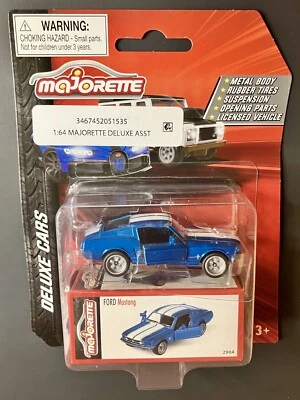 WARNING:
CHOKING HAZARD - Small parts.
Not for children under 3 years.
majorette
METAL BODY
RUBBER TIRES
SUSPENSION
OPENING PARTS
LICENSED VEHICLE
3467452051535
1:64 MAJORETTE DELUXE ASST
DELUXE CARS
FORD Mustang
majorette
290A
3+